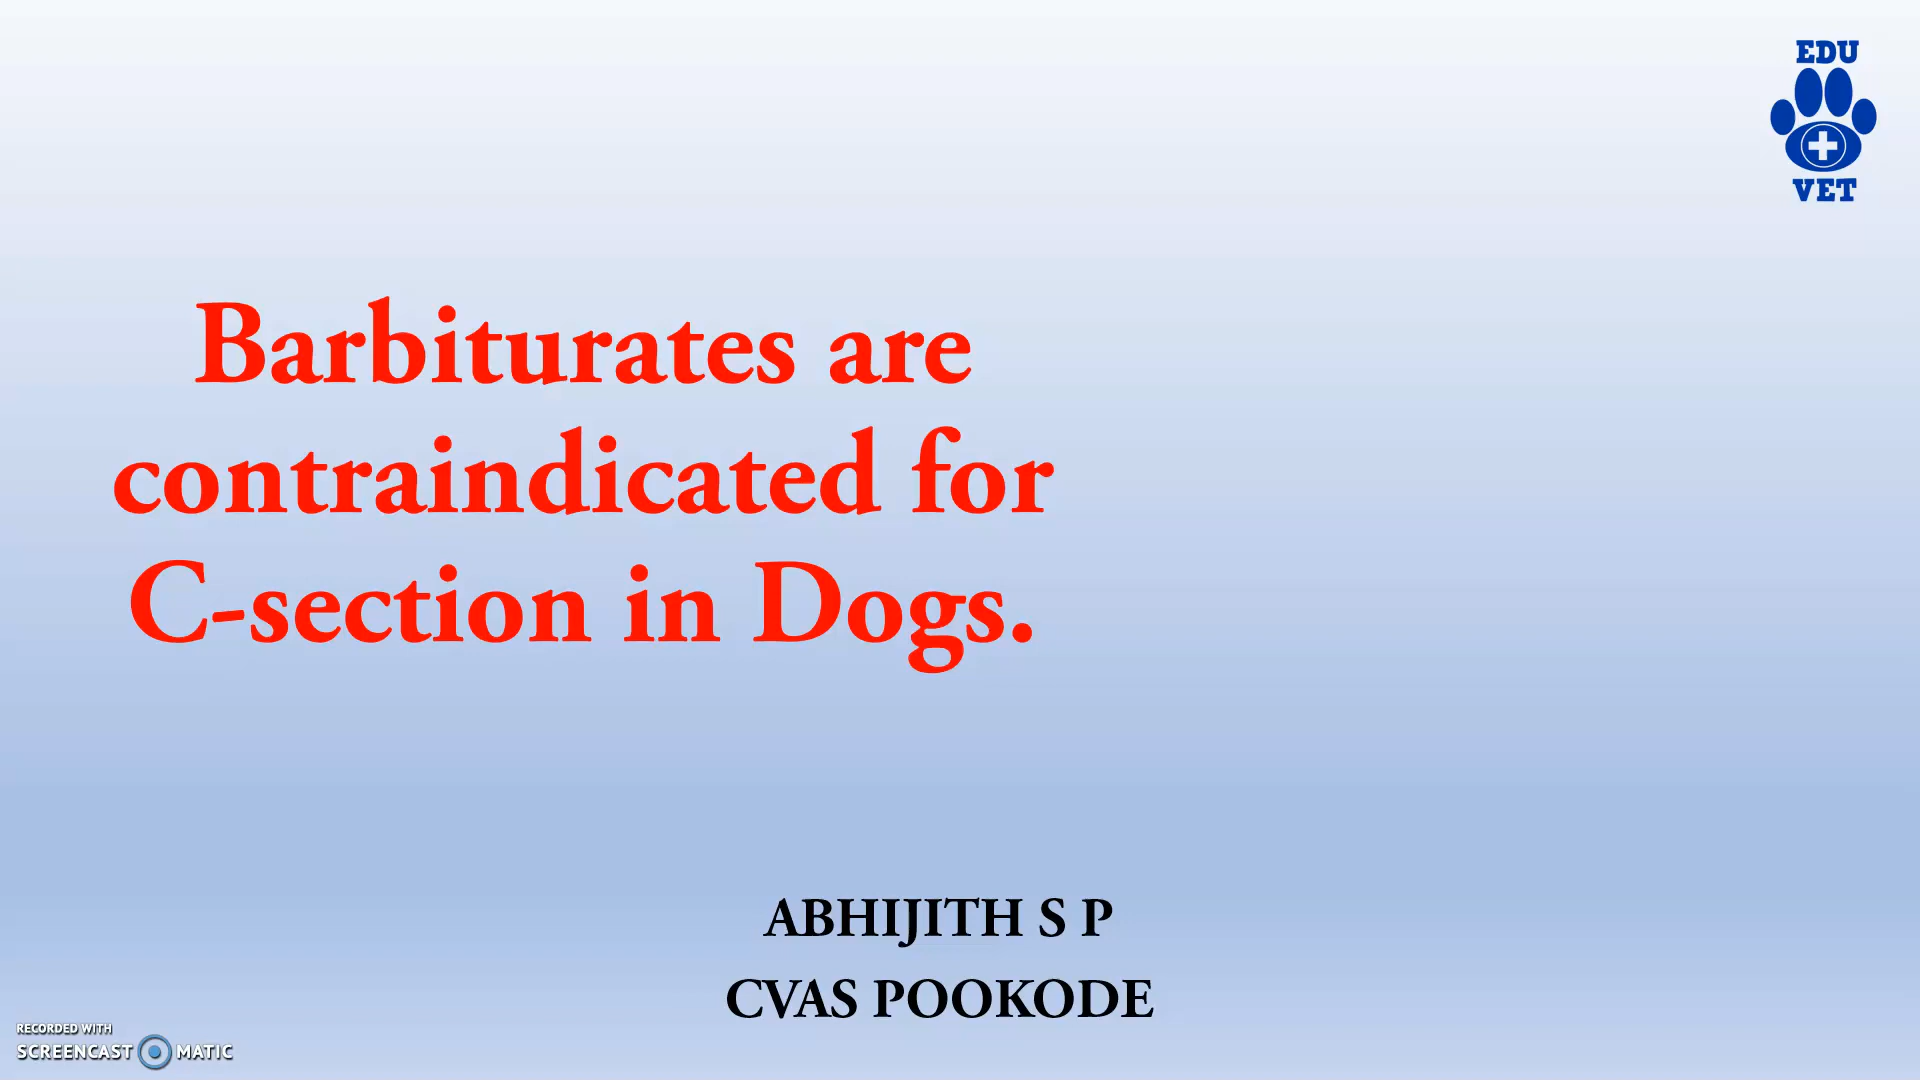 EDU
VET
Barbiturates are
contraindicated for
C-section in Dogs.
ABHIJITH S P
CVAS POOKODE
RECORDED WITH
SCREENCAST MATIC